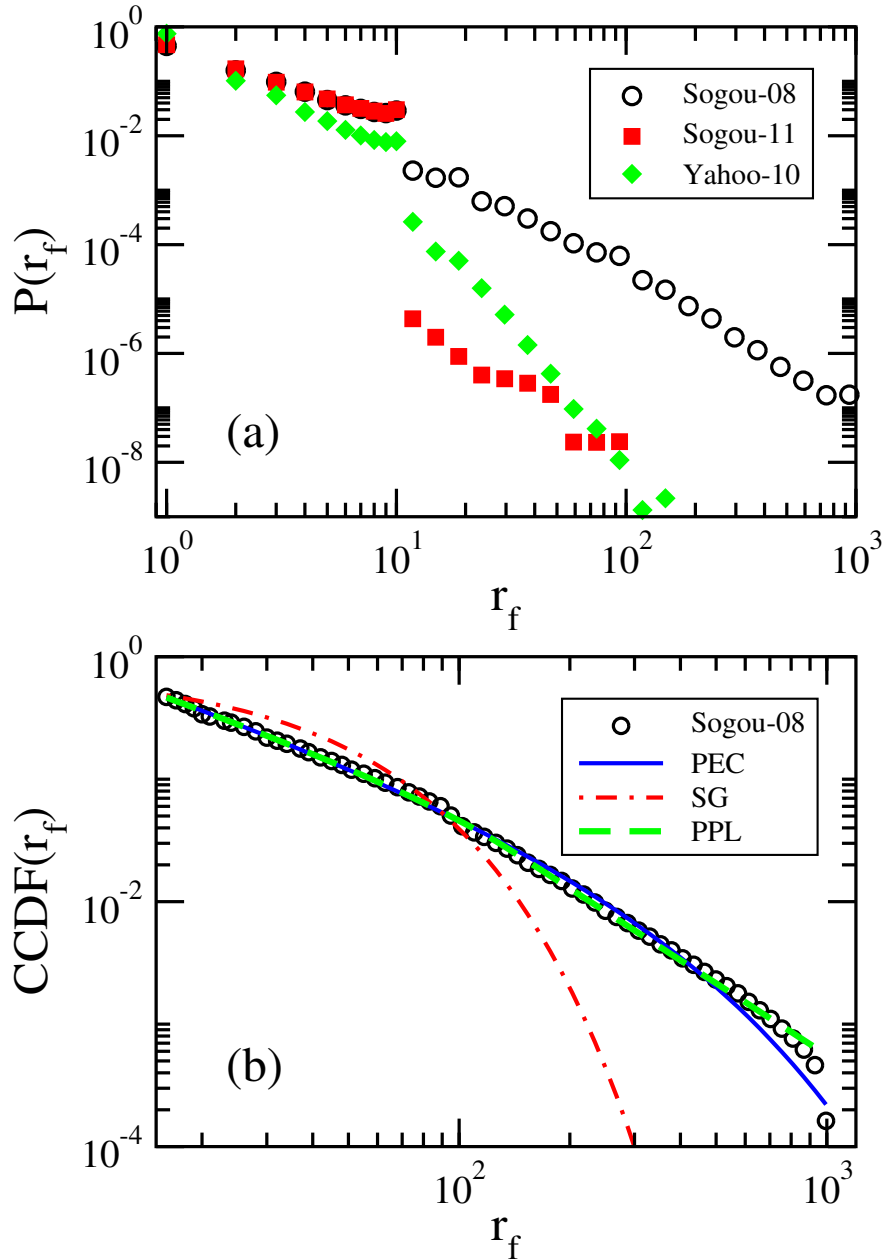 10^0
10^-2
10^-4
10^-6
10^-8
P(r_f)
Sogou-08
Sogou-11
Yahoo-10
(a)
10^0
10^1
10^2
10^3
r_f
10^0
10^-2
10^-4
CCDF(r_f)
Sogou-08
PEC
SG
PPL
(b)
10^2
10^3
r_f